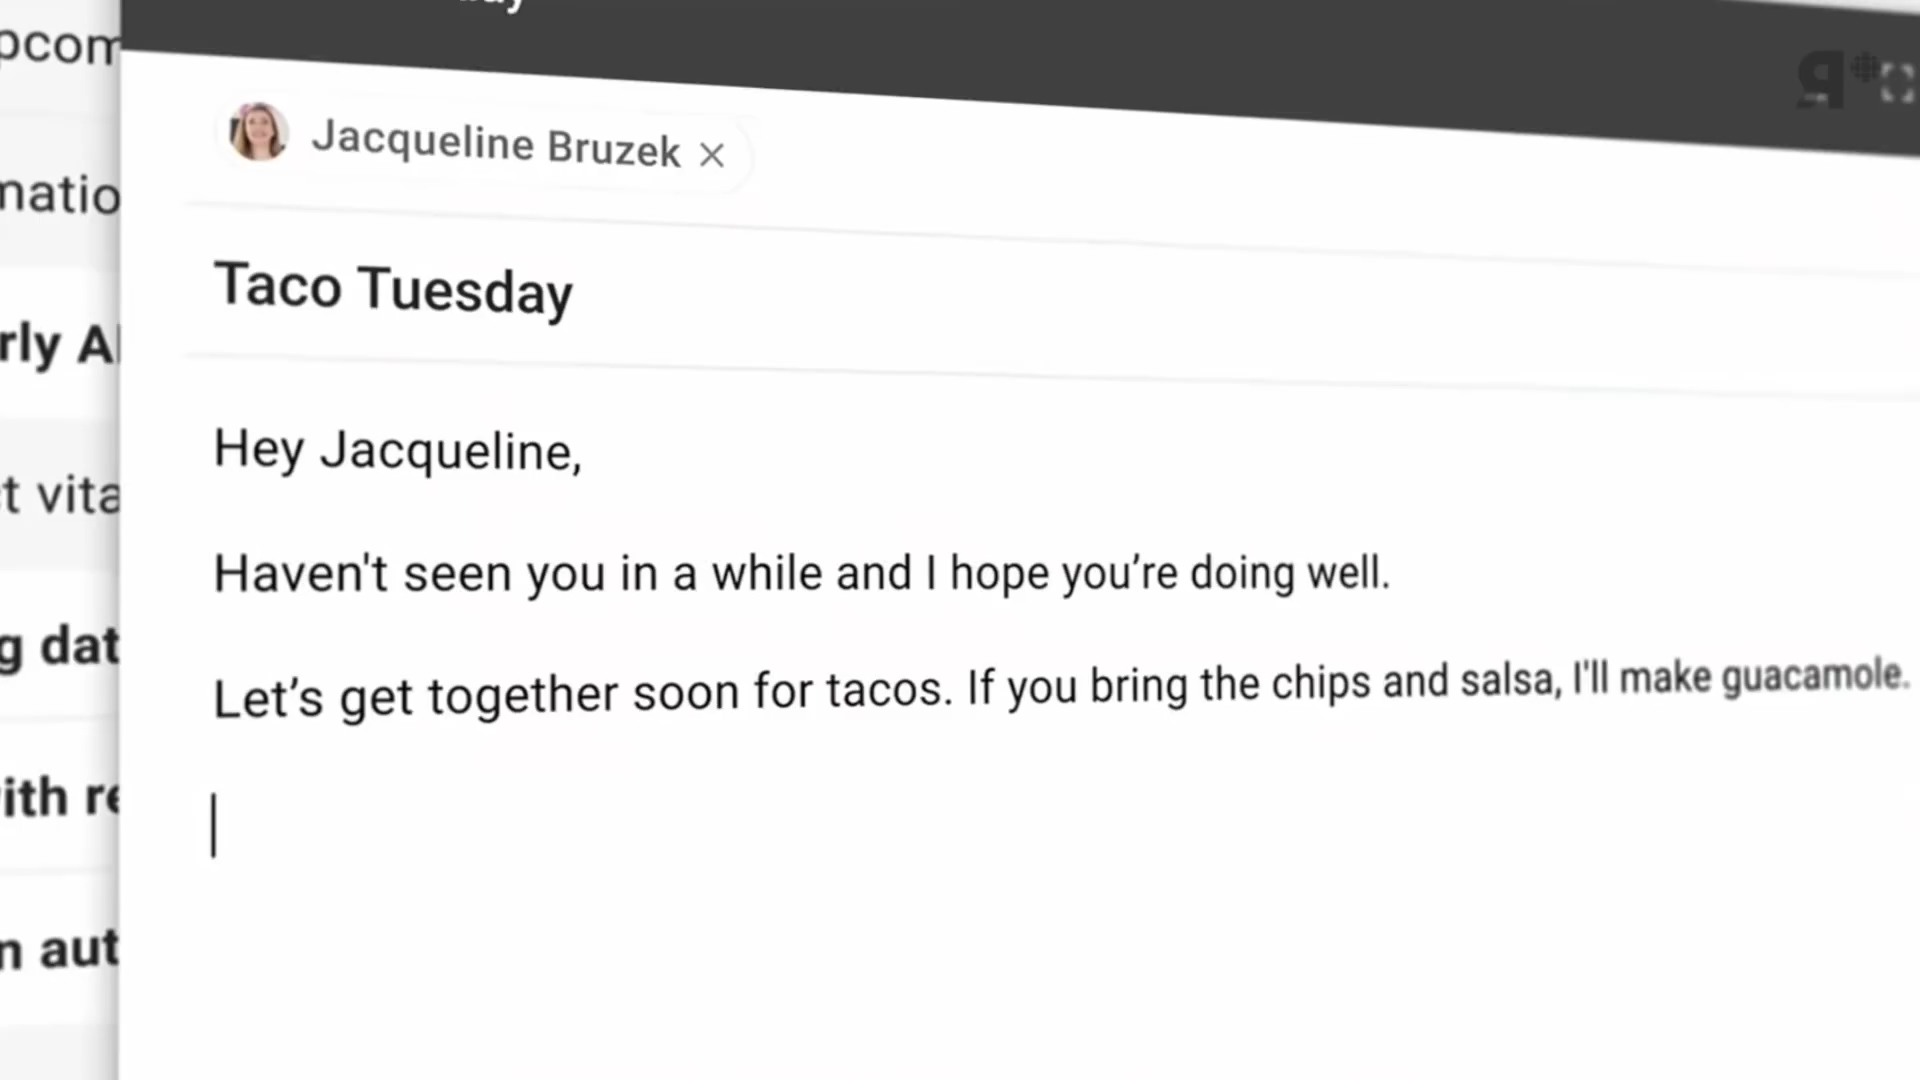 Jacqueline Bruzek
Taco Tuesday
Hey Jacqueline,
Haven't seen you in a while and I hope you’re doing well.
Let’s get together soon for tacos. If you bring the chips and salsa, I'll make guacamole.